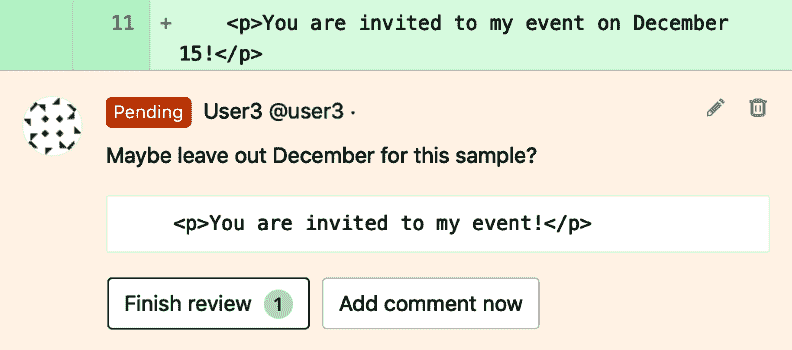 11 + <p>You are invited to my event on December
15!</p>
Pending User3 @user3 ·
Maybe leave out December for this sample?
<p>You are invited to my event!</p>
Finish review 1 Add comment now